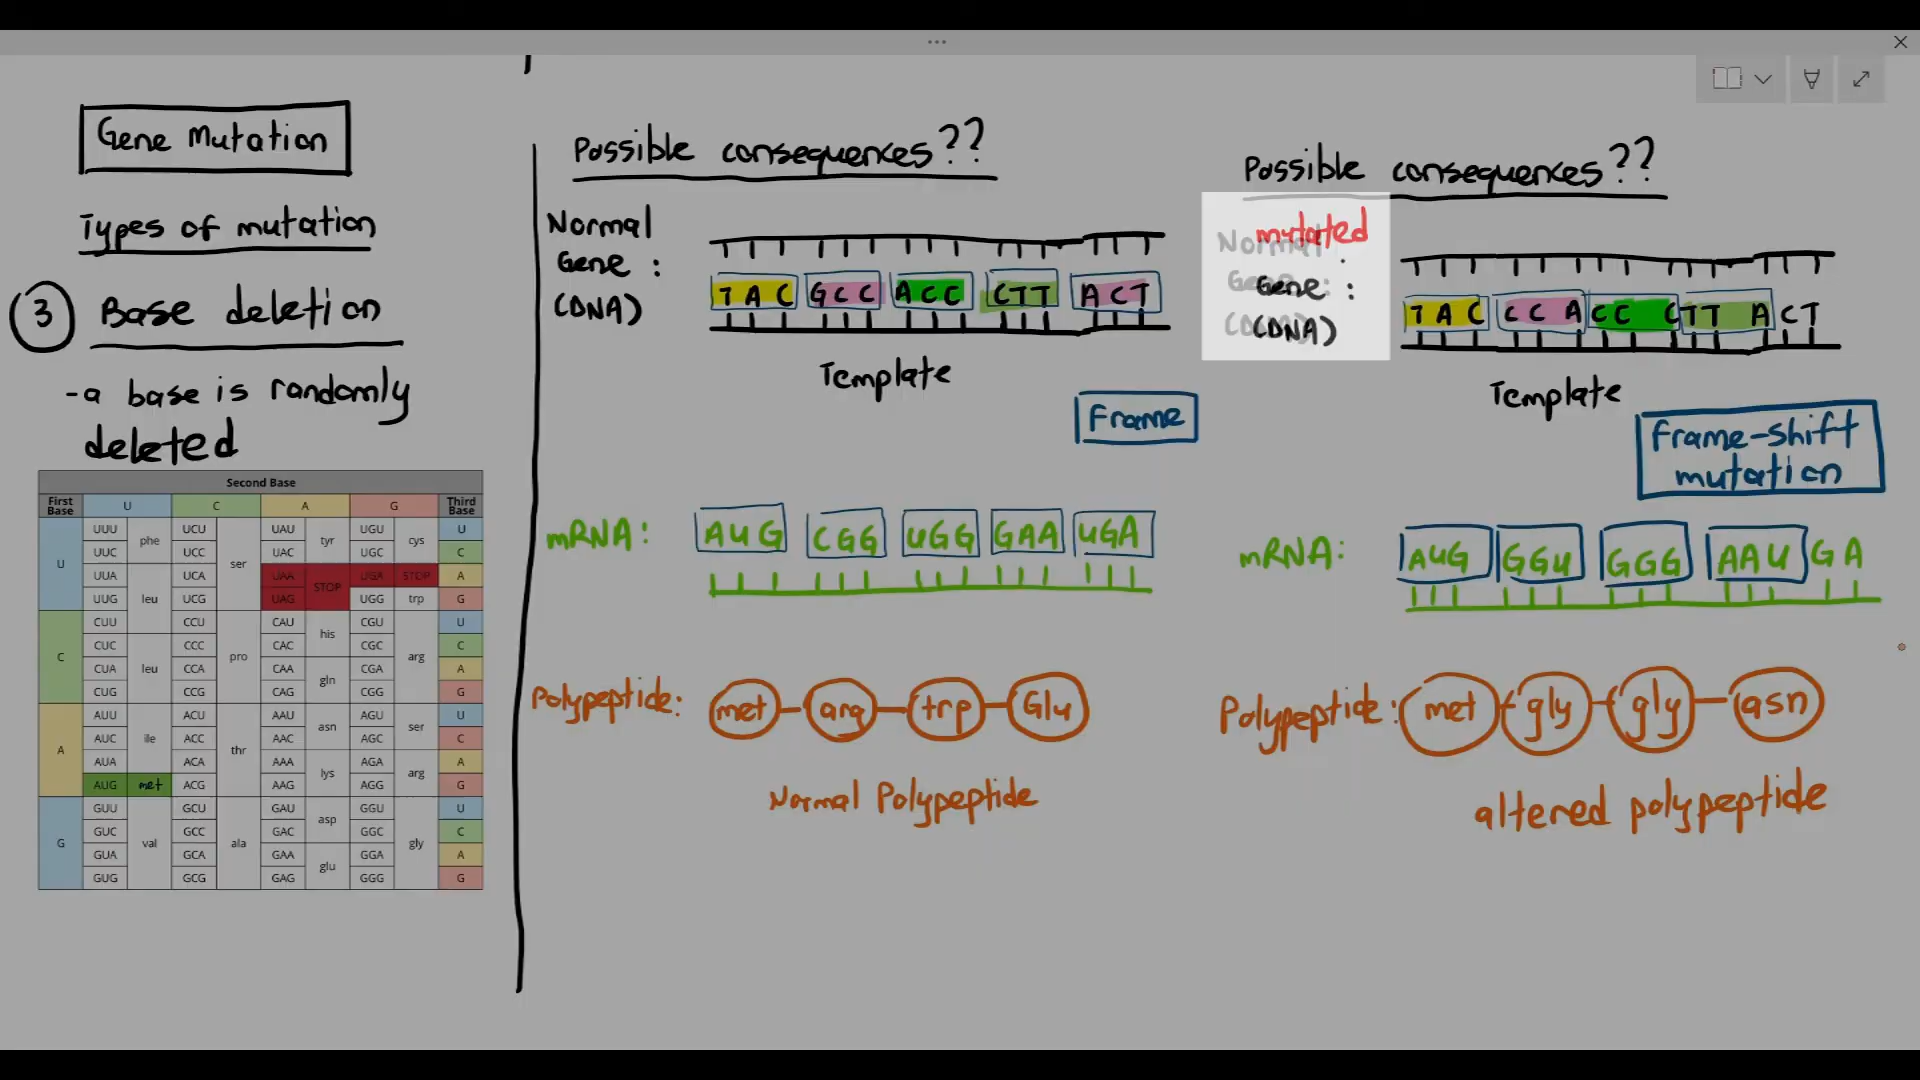 Gene Mutation
Types of mutation
3 Base deletion
- a base is randomly
deleted
Second Base
First Base U C A G Third Base
U UUU phe UCU ser UAU tyr UGU cys U
UUC UCC UAC UGC C
UUA leu UCA UAA STOP UGA STOP A
UUG UCG UAG UGG trp G
C CUU leu CCU pro CAU his CGU arg U
CUC CCC CAC CGC C
CUA CCA CAA gln CGA A
CUG CCG CAG CGG G
A AUU ile ACU thr AAU asn AGU ser U
AUC ACC AAC AGC C
AUA ACA AAA lys AGA arg A
AUG met ACG AAG AGG G
G GUU val GCU ala GAU asp GGU gly U
GUC GCC GAC GGC C
GUA GCA GAA glu GGA A
GUG GCG GAG GGG G
Possible consequences??
Normal
Gene :
(DNA)
TAC GCC ACC CTT ACT
Template
Frame
mRNA: AUG CGG UGG GAA UGA
Polypeptide: met arg trp Glu
Normal Polypeptide
Possible consequences??
mutated
Normal
Gene :
Gene :
(DNA)
(DNA)
TAC CCA CC CTT ACT
Template
Frame-shift
mutation
mRNA: AUG GGU GGG AAU GA
Polypeptide: met gly gly asn
altered polypeptide